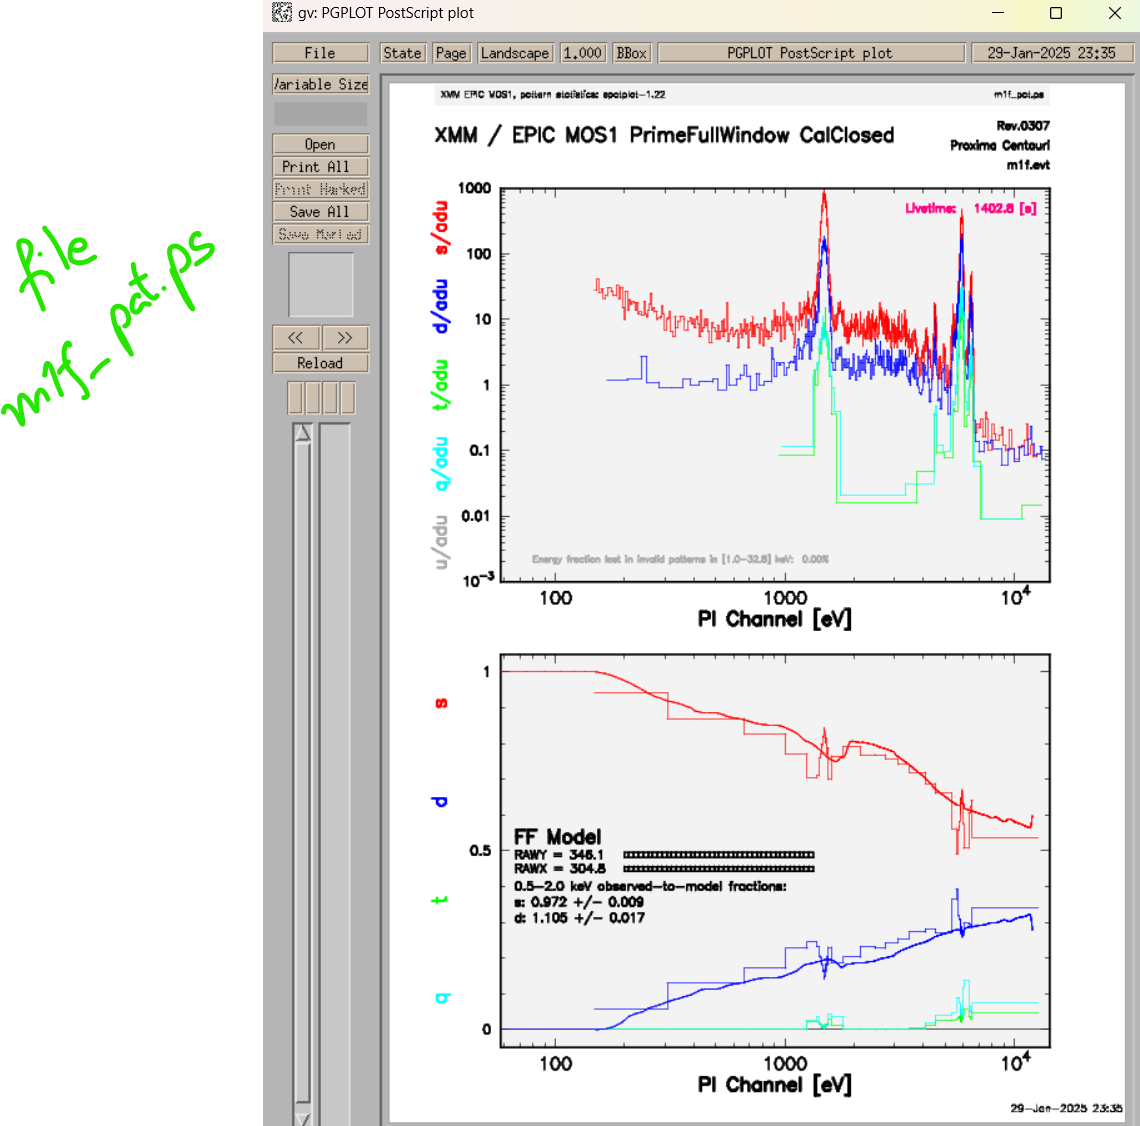 gv: PGPLOT PostScript plot
File
State
Page
Landscape
1.000
BBox
PGPLOT PostScript plot
29-Jan-2025 23:35
Variable Size
Open
Print All
Print Marked
Save All
Save Marked
<<
>>
Reload
file
m1f_pat.ps
XMM EPIC MOS1, pattern statistics: epatplot-1.22
m1f_pat.ps
XMM / EPIC MOS1 PrimeFullWindow CalClosed
Rev.0307
Proxima Centauri
m1f.evt
Livetime: 1402.8 [s]
s/adu
d/adu
t/adu
q/adu
u/adu
1000
100
10
1
0.1
0.01
10⁻³
Energy fraction lost in invalid patterns in [1.0-32.8] keV: 0.00%
100
1000
10⁴
PI Channel [eV]
s
d
t
q
1
0.5
0
FF Model
RAWY = 346.1
RAWX = 304.8
0.5-2.0 keV observed-to-model fractions:
s: 0.972 +/- 0.009
d: 1.105 +/- 0.017
100
1000
10⁴
PI Channel [eV]
29-Jan-2025 23:35